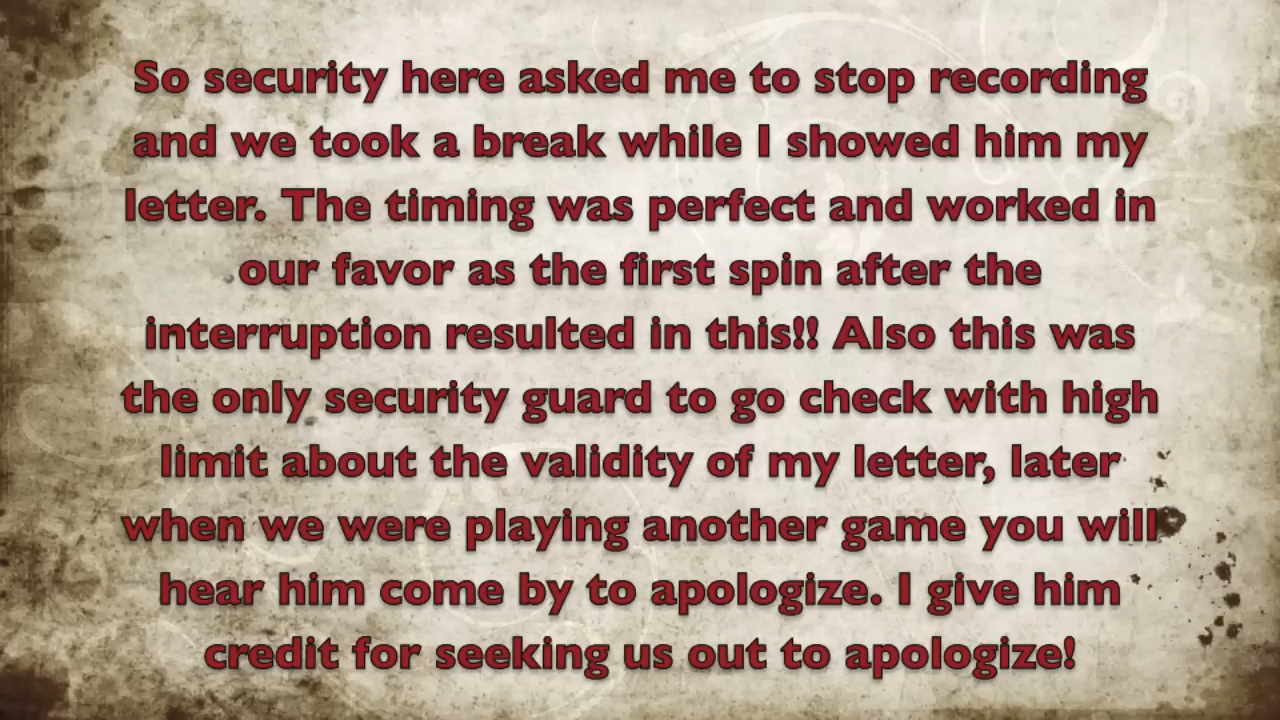 So security here asked me to stop recording
and we took a break while I showed him my
letter. The timing was perfect and worked in
our favor as the first spin after the
interruption resulted in this!! Also this was
the only security guard to go check with high
limit about the validity of my letter, later
when we were playing another game you will
hear him come by to apologize. I give him
credit for seeking us out to apologize!